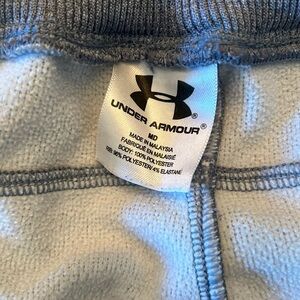 UNDER ARMOUR®
MD
MADE IN MALAYSIA
FABRIQUÉ EN MALAISIE
BODY: 100% POLYESTER
RIB: 96% POLYESTER/4% ELASTANE